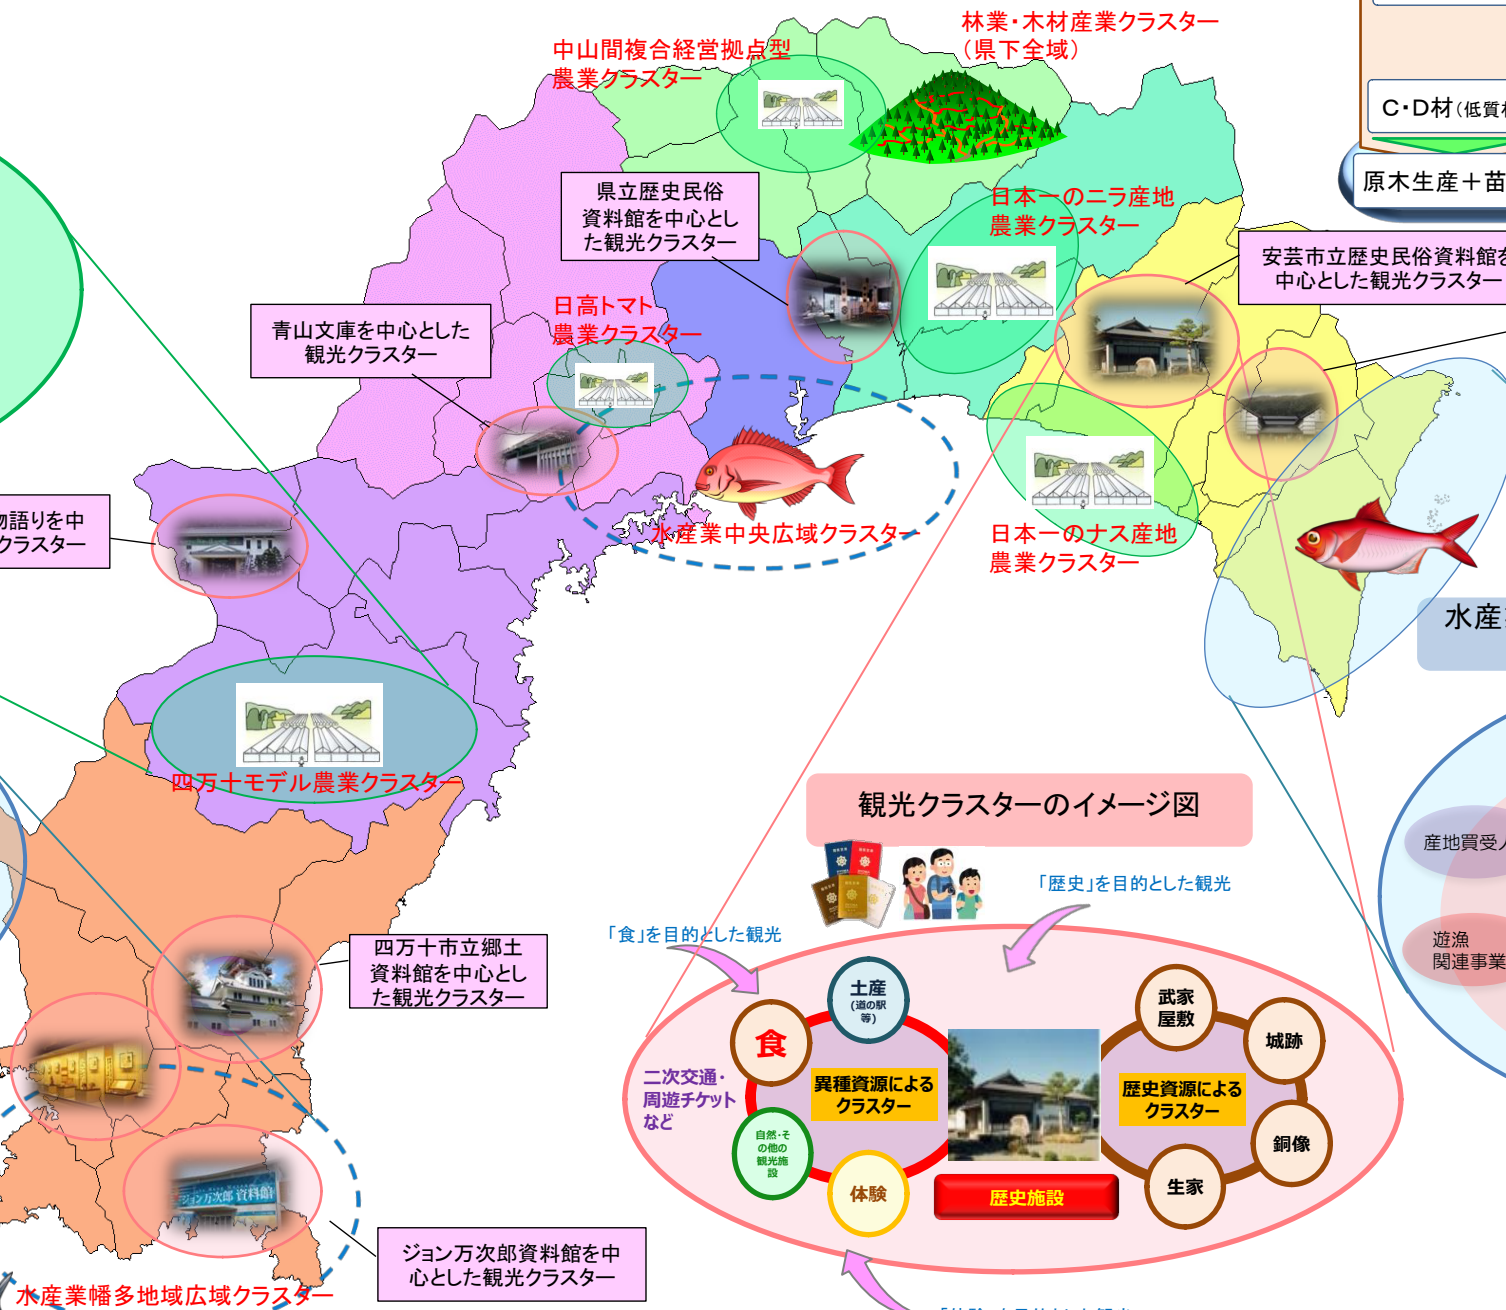 林業・木材産業クラスター
（県下全域）
中山間複合経営拠点型
農業クラスター
C・D材（低質
原木生産＋苗
県立歴史民俗
資料館を中心とし
た観光クラスター
日本一のニラ産地
農業クラスター
安芸市立歴史民俗資料館を
中心とした観光クラスター
日高トマト
農業クラスター
青山文庫を中心とした
観光クラスター
物語りを中
クラスター
水産業中央広域クラスター
日本一のナス産地
農業クラスター
水産
四万十モデル農業クラスター
観光クラスターのイメージ図
産地買受人
「歴史」を目的とした観光
「食」を目的とした観光
四万十市立郷土
資料館を中心とし
た観光クラスター
遊漁
関連事業
土産
(道の駅
等)
武家
屋敷
食
城跡
二次交通・
周遊チケット
など
異種資源による
クラスター
歴史資源による
クラスター
自然・そ
の他の
観光施
設
銅像
体験
生家
歴史施設
ジョン万次郎 資料館
ジョン万次郎資料館を中
心とした観光クラスター
水産業幡多地域広域クラスター